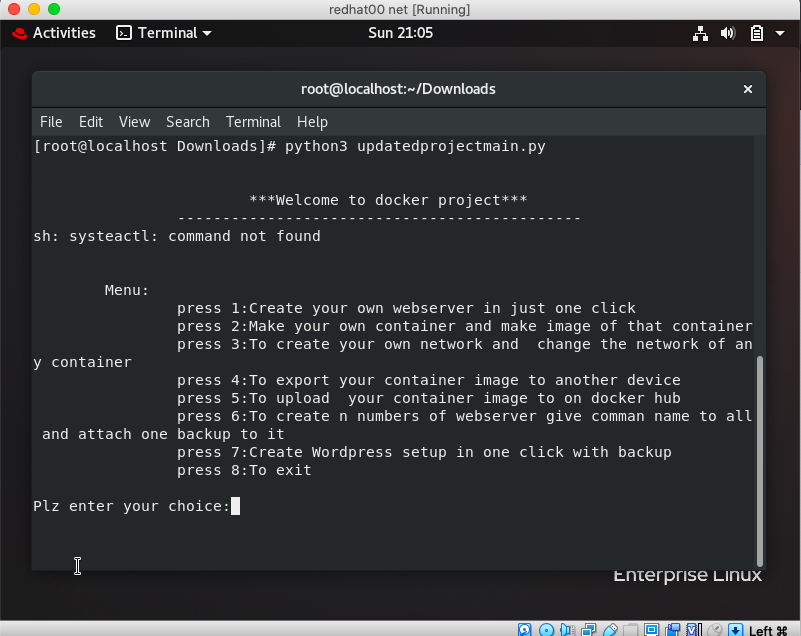 redhat00 net [Running]
Activities Terminal Sun 21:05
root@localhost:~/Downloads ×
File Edit View Search Terminal Help
[root@localhost Downloads]# python3 updatedprojectmain.py
***Welcome to docker project***
---------------------------------------------
sh: systeactl: command not found
Menu:
press 1:Create your own webserver in just one click
press 2:Make your own container and make image of that container
press 3:To create your own network and  change the network of an
y container
press 4:To export your container image to another device
press 5:To upload  your container image to on docker hub
press 6:To create n numbers of webserver give comman name to all
and attach one backup to it
press 7:Create Wordpress setup in one click with backup
press 8:To exit
Plz enter your choice:
Enterprise Linux
Left ⌘